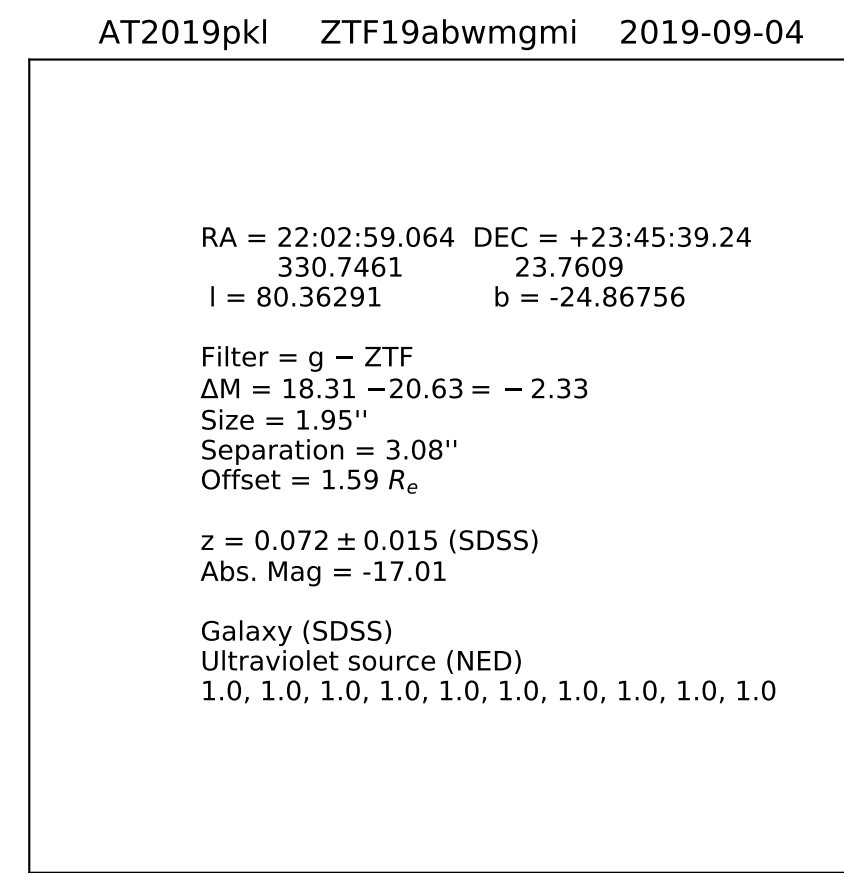 AT2019pkl ZTF19abwmgmi 2019-09-04
RA = 22:02:59.064 DEC = +23:45:39.24
330.7461 23.7609
l = 80.36291 b = -24.86756
Filter = g − ZTF
ΔM = 18.31 −20.63 = − 2.33
Size = 1.95''
Separation = 3.08''
Offset = 1.59 Rₑ
z = 0.072 ± 0.015 (SDSS)
Abs. Mag = -17.01
Galaxy (SDSS)
Ultraviolet source (NED)
1.0, 1.0, 1.0, 1.0, 1.0, 1.0, 1.0, 1.0, 1.0, 1.0